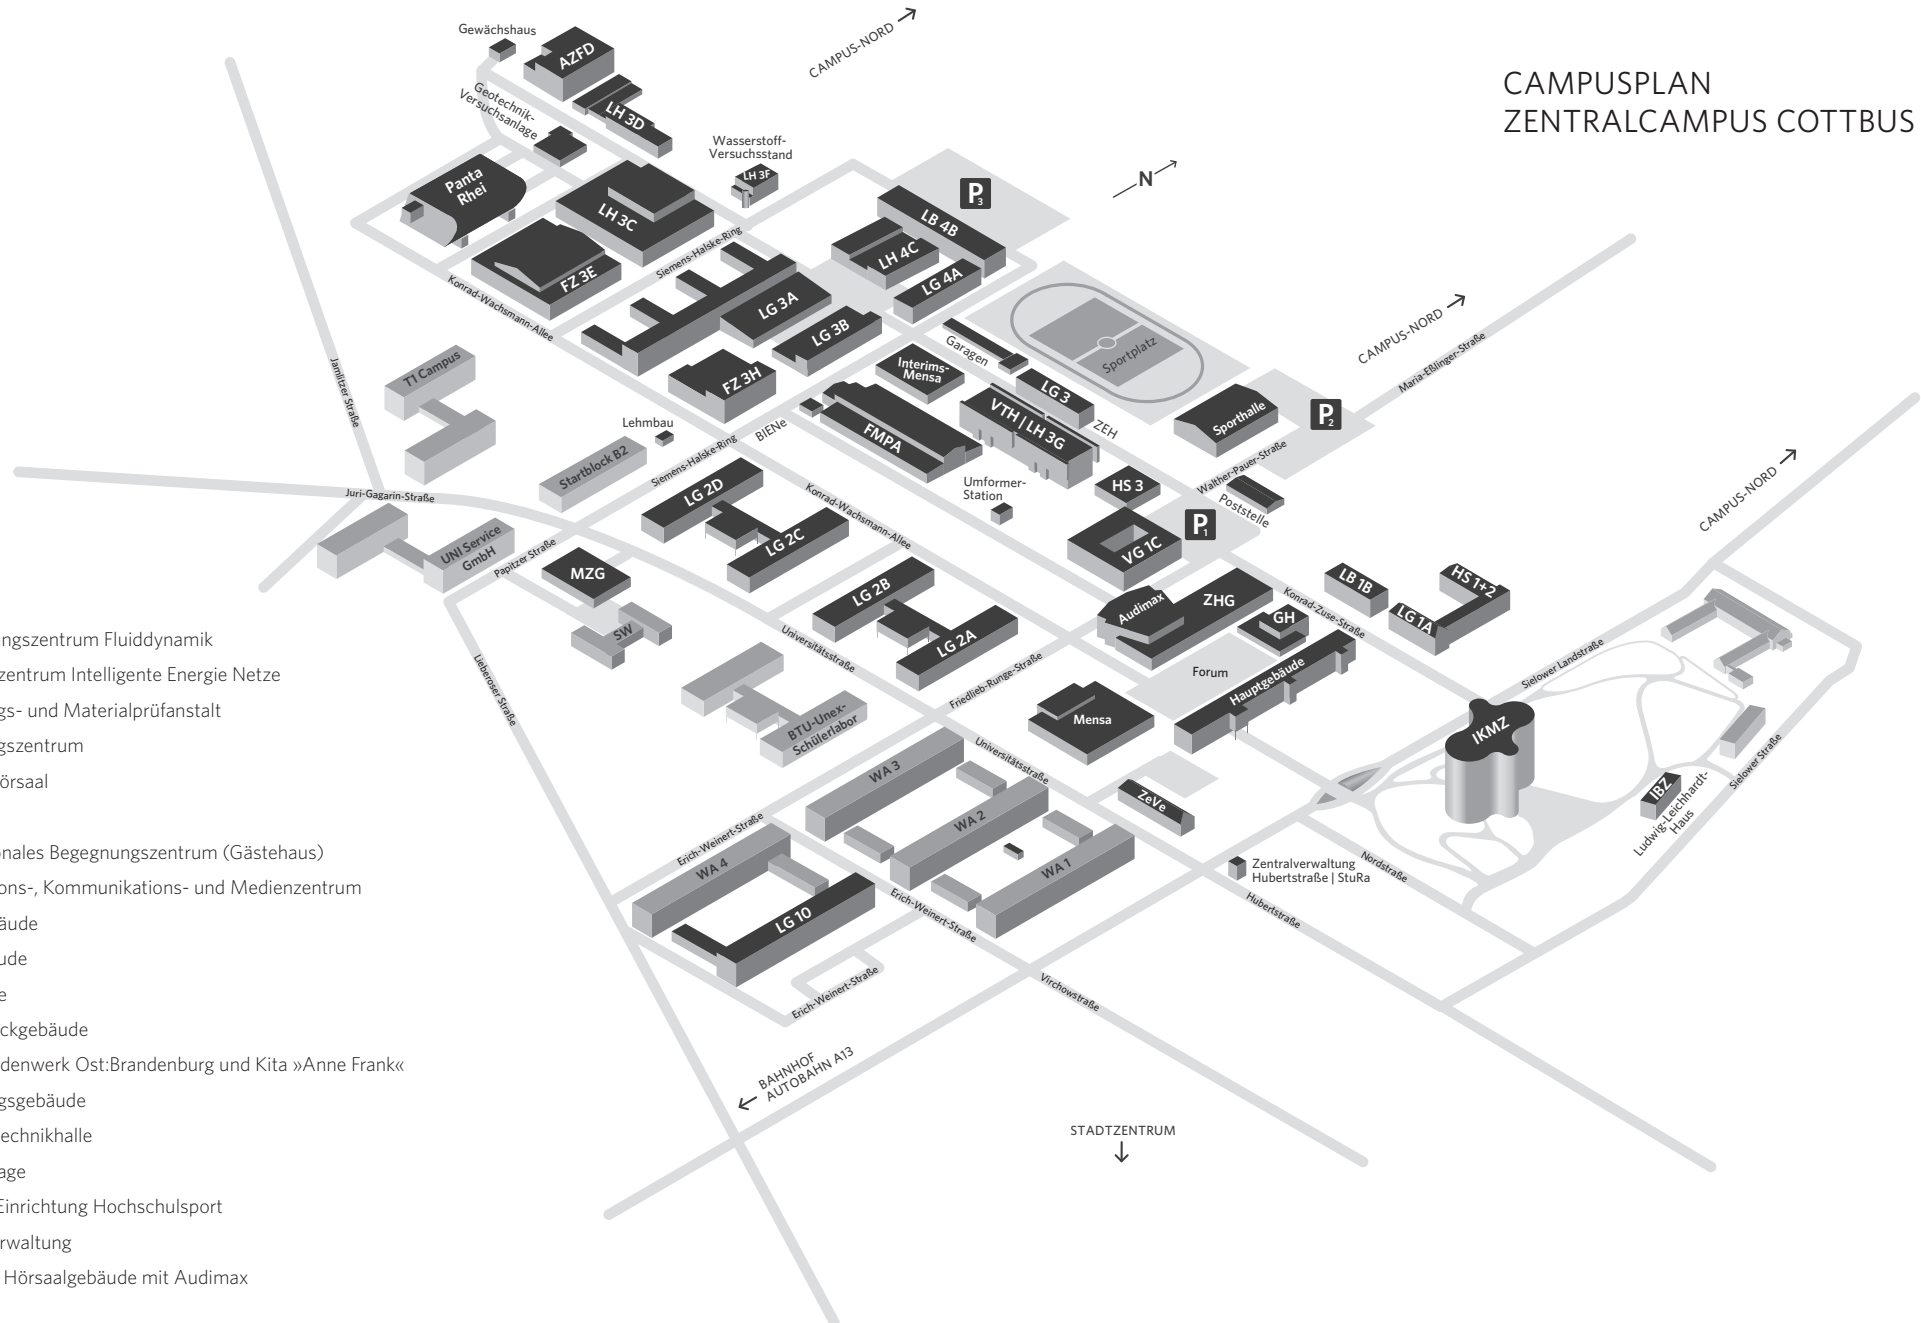 CAMPUSPLAN
ZENTRALCAMPUS COTTBUS
Gewächshaus
AZFD
CAMPUS-NORD
Geotechnik-
Versuchsanlage
LH 3D
Wasserstoff-
Versuchsstand
LH 3F
Panta
Rhei
LH 3C
N
P3
LB 4B
LH 4C
LG 4A
Siemens-Halske-Ring
FZ 3E
Konrad-Wachsmann-Allee
LG 3A
LG 3B
Garagen
Sportplatz
CAMPUS-NORD
Maria-Eßlinger-Straße
Jamlitzer Straße
T1 Campus
FZ 3H
Interims-
Mensa
LG 3
VTH | LH 3G
ZEH
Sporthalle
P2
Lehmbau
BIENe
FMPA
Startblock B2
Siemens-Halske-Ring
Walther-Pauer-Straße
Umformer-
Station
HS 3
Poststelle
CAMPUS-NORD
Juri-Gagarin-Straße
LG 2D
Konrad-Wachsmann-Allee
LG 2C
P1
VG 1C
UNI Service
GmbH
Papitzer Straße
MZG
LG 2B
LG 2A
Audimax
ZHG
GH
Konrad-Zuse-Straße
LB 1B
LG 1A
HS 1+2
SW
Universitätsstraße
Friedlieb-Runge-Straße
Forum
Hauptgebäude
Mensa
Sielower Landstraße
Lieberoser Straße
BTU-Unex-
Schülerlabor
IKMZ
WA 3
Universitätsstraße
ZeVe
IBZ
Ludwig-Leichhardt-
Haus
Sielower Straße
WA 2
Erich-Weinert-Straße
WA 4
WA 1
Zentralverwaltung
Hubertstraße | StuRa
Nordstraße
Hubertstraße
LG 10
Erich-Weinert-Straße
Erich-Weinert-Straße
Virchowstraße
BAHNHOF
AUTOBAHN A13
STADTZENTRUM
ngszentrum Fluiddynamik
zentrum Intelligente Energie Netze
gs- und Materialprüfanstalt
gszentrum
örsaal
onales Begegnungszentrum (Gästehaus)
ons-, Kommunikations- und Medienzentrum
äude
ude
e
ckgebäude
denwerk Ost:Brandenburg und Kita »Anne Frank«
gsgebäude
echnikhalle
age
Einrichtung Hochschulsport
rwaltung
Hörsaalgebäude mit Audimax